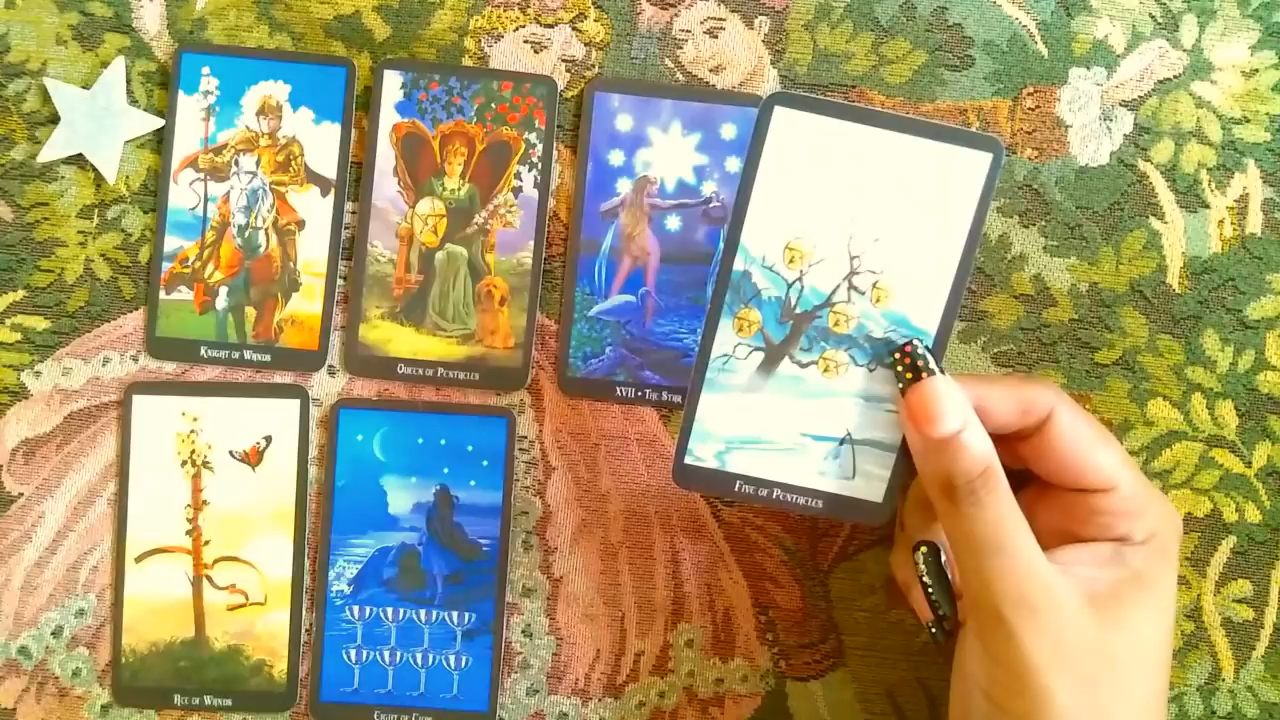 Knight of Wands
Queen of Pentacles
XVII • The Star
Five of Pentacles
Ace of Wands
Eight of Cups